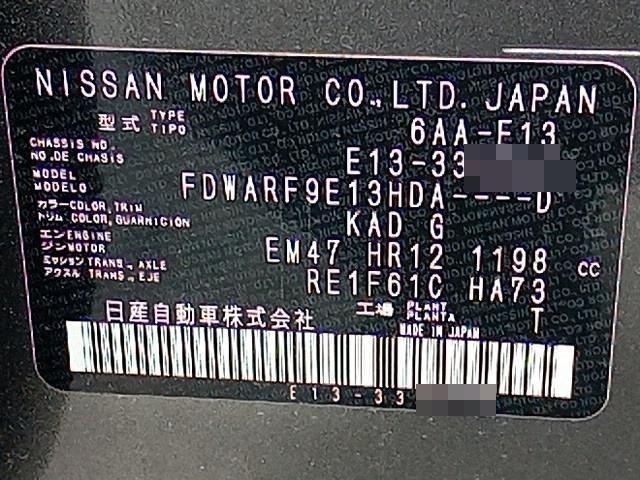 NISSAN MOTOR CO.,LTD. JAPAN
型式 TYPE TIPO 6AA-E13
CHASSIS NO. NO.DE CHASIS E13-33
MODEL MODELO FDWARF9E13HDA----D
カラー COLOR,TRIM トリム COLOR,GUARNICION KAD G
エンジン ENGINE MOTOR EM47 HR12 1198 cc
ミッション TRANS., AXLE アクスル TRANS., EJE RE1F61C HA73
日産自動車株式会社 工場 PLANT PLANTA T
MADE IN JAPAN
E13-33